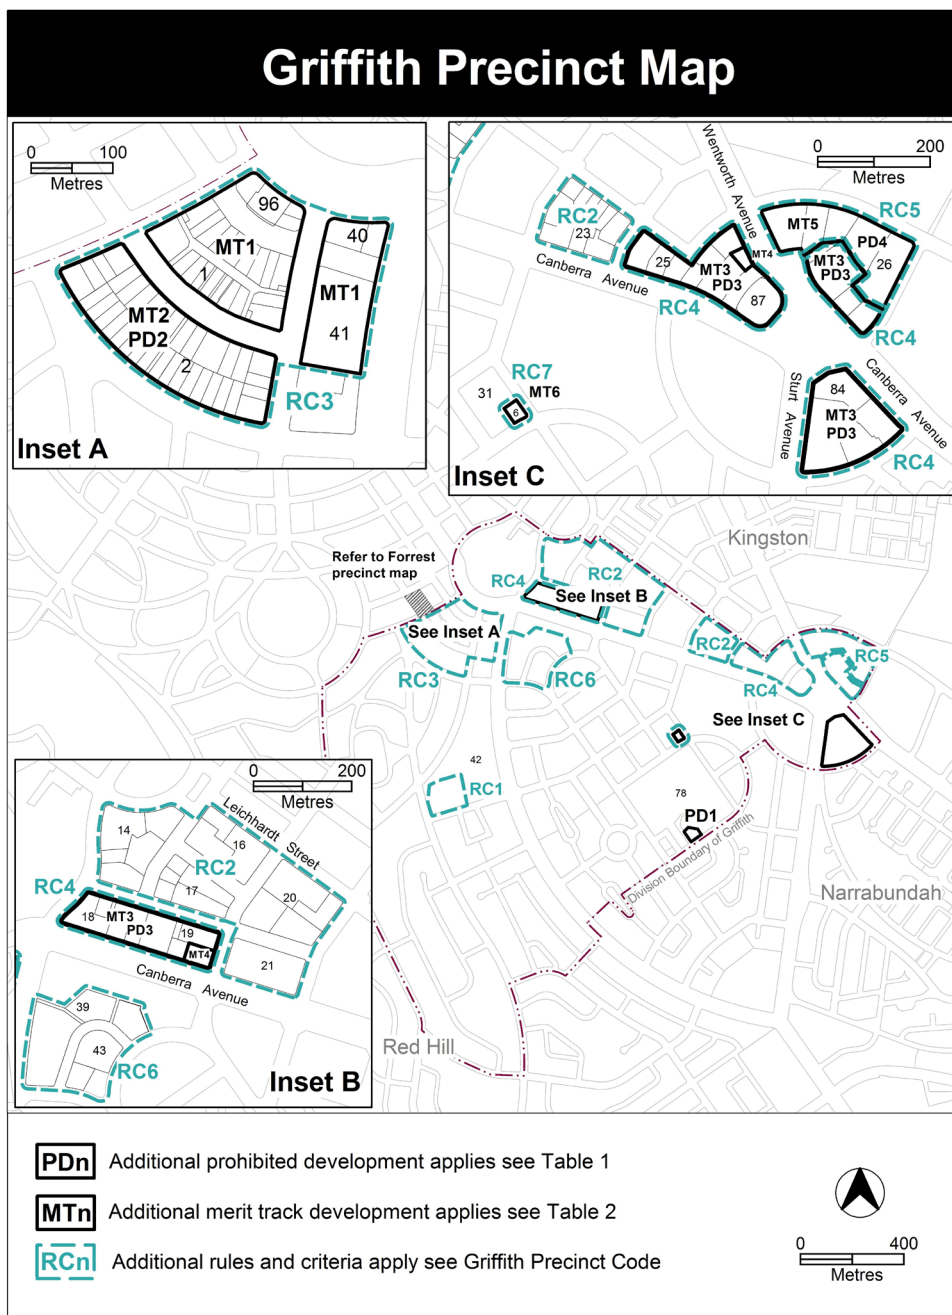 Griffith Precinct Map
0 100
Metres
96
40
MT1
1
MT1
MT2
PD2
41
2
RC3
Inset A
0 200
Metres
Wentworth Avenue
RC2
23
Canberra Avenue
RC5
MT5
PD4
MT4
25
MT3
PD3
MT3
PD3
26
87
RC4
RC4
RC7
31
MT6
6
Canberra Avenue
Sturt Avenue
84
MT3
PD3
RC4
Inset C
Kingston
Refer to Forrest
precinct map
RC4
RC2
See Inset B
See Inset A
RC2
RC5
RC3
RC6
RC4
See Inset C
42
RC1
78
PD1
Division Boundary of Griffith
Narrabundah
Red Hill
0 200
Metres
Leichhardt Street
14
16
RC2
17
20
RC4
18
MT3
PD3
19
MT4
21
Canberra Avenue
39
43
RC6
Inset B
PDn Additional prohibited development applies see Table 1
MTn Additional merit track development applies see Table 2
RCn Additional rules and criteria apply see Griffith Precinct Code
0 400
Metres